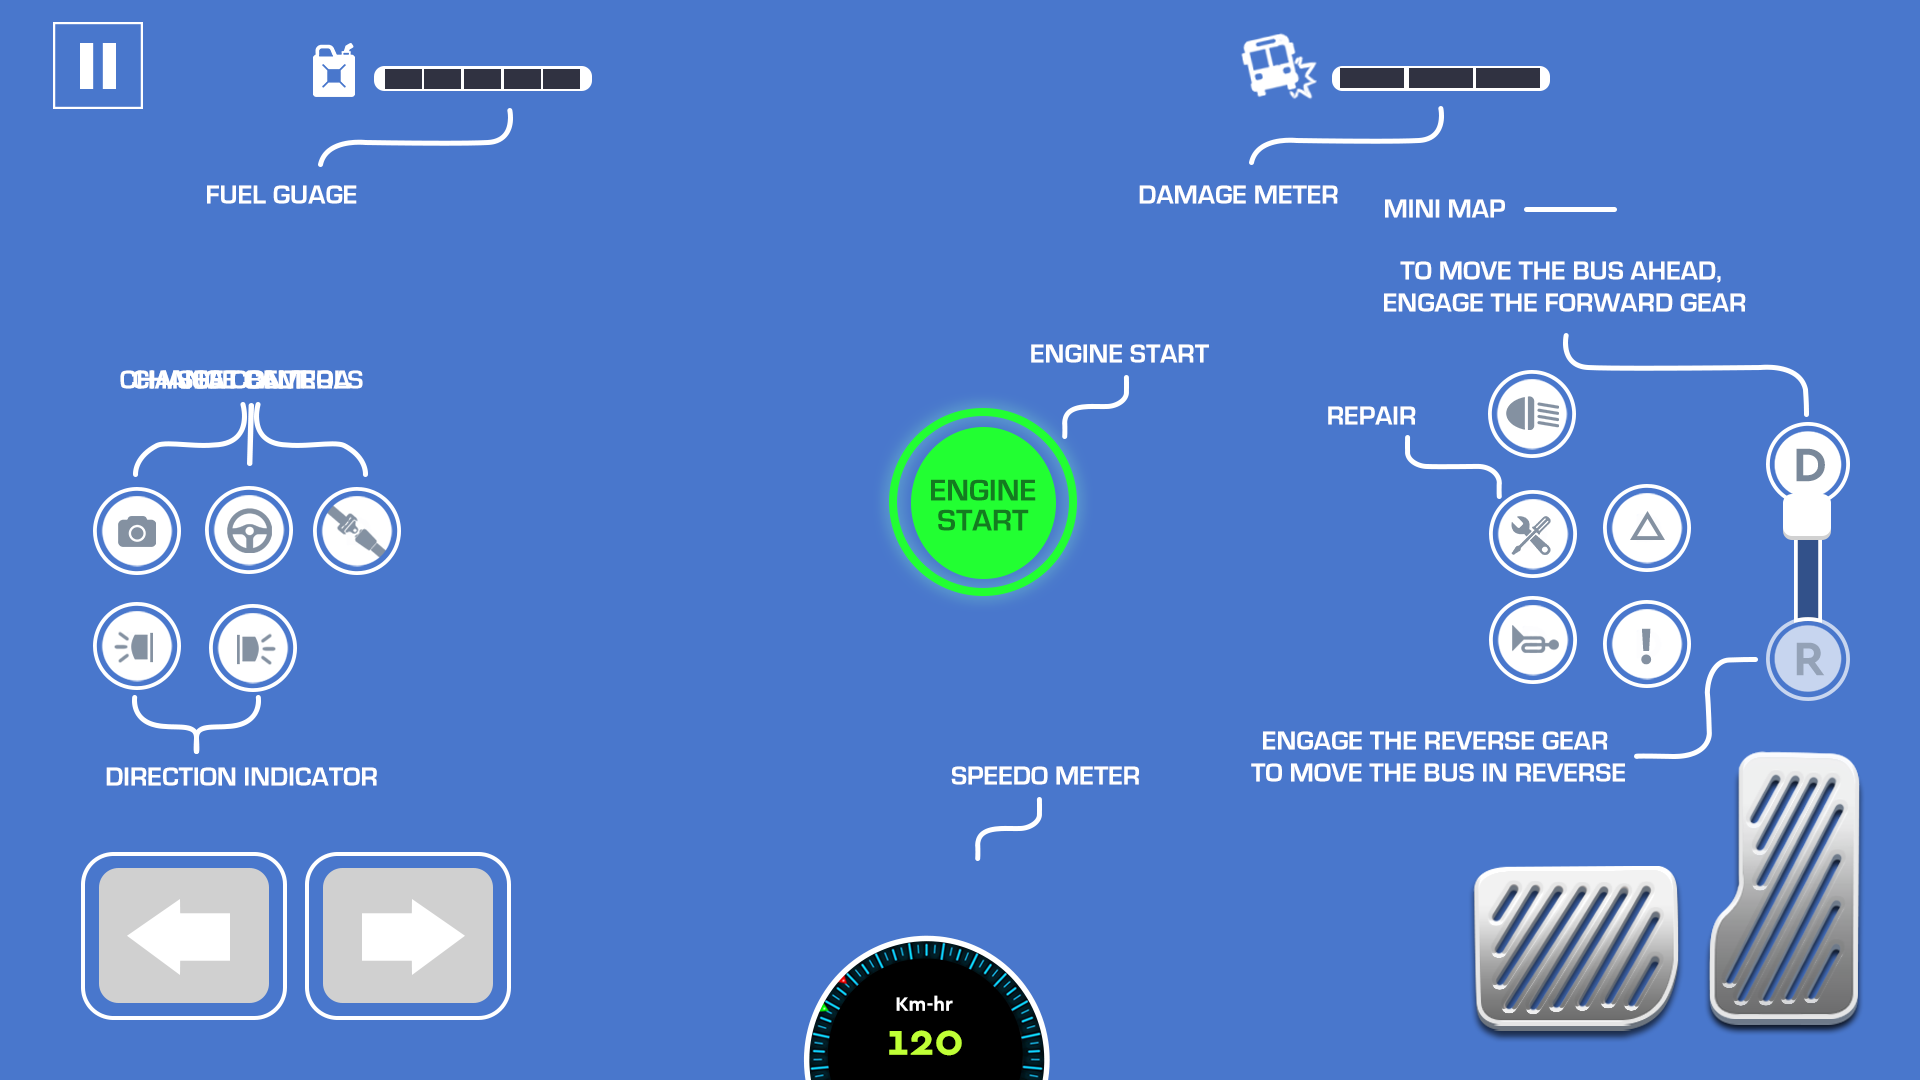 FUEL GUAGE
DAMAGE METER
MINI MAP
TO MOVE THE BUS AHEAD,
ENGAGE THE FORWARD GEAR
ENGINE START
REPAIR
D
ENGINE
START
R
ENGAGE THE REVERSE GEAR
TO MOVE THE BUS IN REVERSE
DIRECTION INDICATOR
SPEEDO METER
Km-hr
120